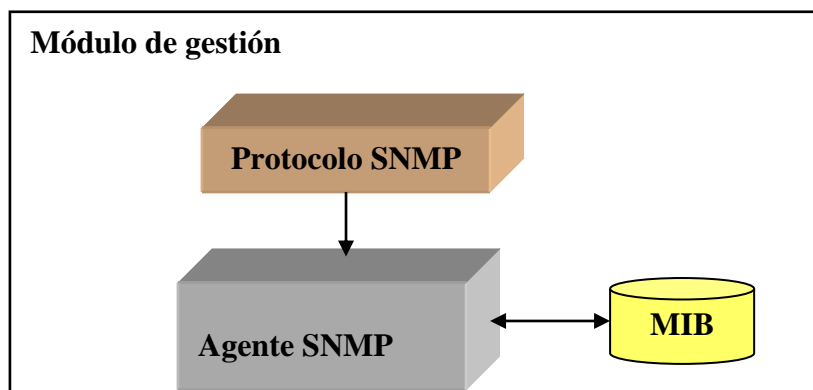 Módulo de gestión
Protocolo SNMP
Agente SNMP
MIB